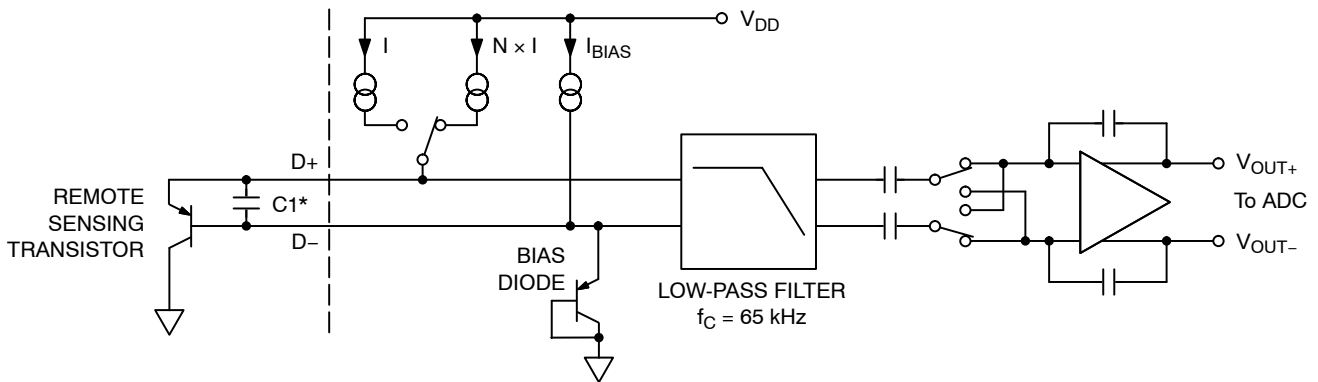 V_DD
I
N × I
I_BIAS
D+
REMOTE
SENSING
TRANSISTOR
C1*
D−
BIAS
DIODE
LOW-PASS FILTER
f_C = 65 kHz
V_OUT+
To ADC
V_OUT−